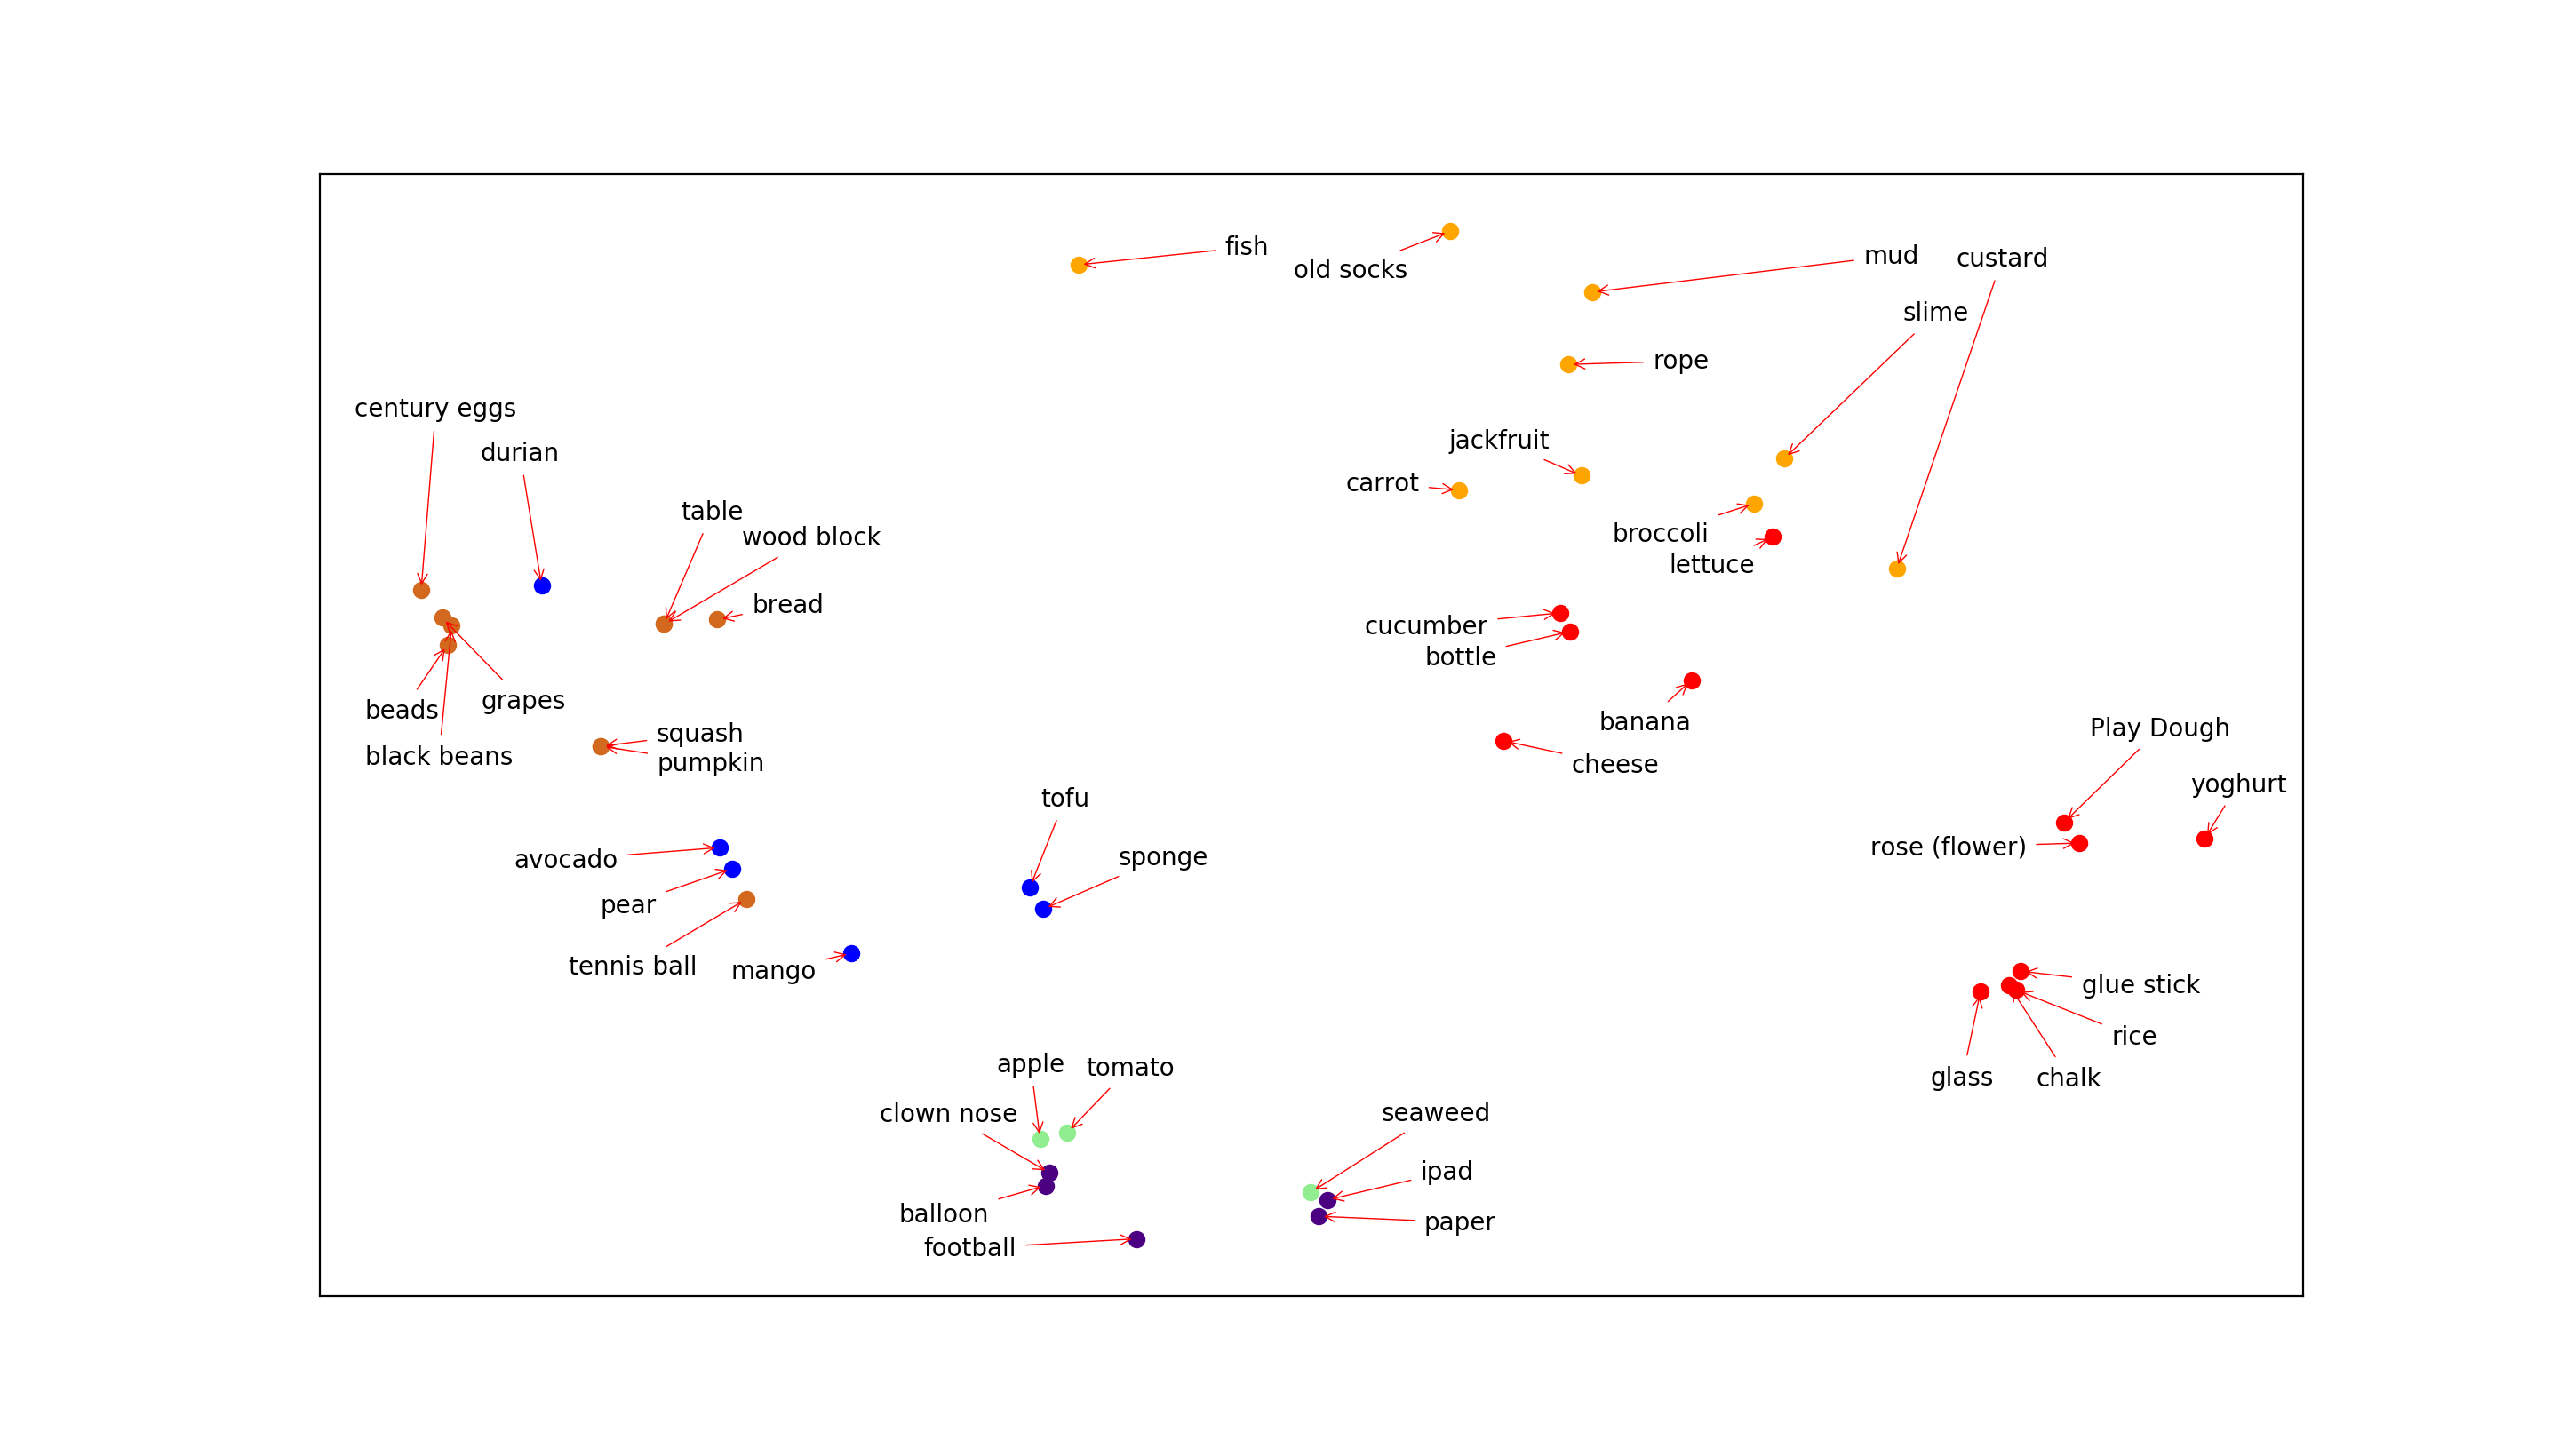 fish
old socks
mud
custard
slime
rope
century eggs
durian
jackfruit
carrot
table
wood block
broccoli
lettuce
bread
cucumber
bottle
beads
grapes
black beans
squash
pumpkin
banana
cheese
Play Dough
yoghurt
tofu
sponge
avocado
rose (flower)
pear
tennis ball
mango
glue stick
rice
glass
chalk
apple
tomato
clown nose
seaweed
ipad
balloon
paper
football